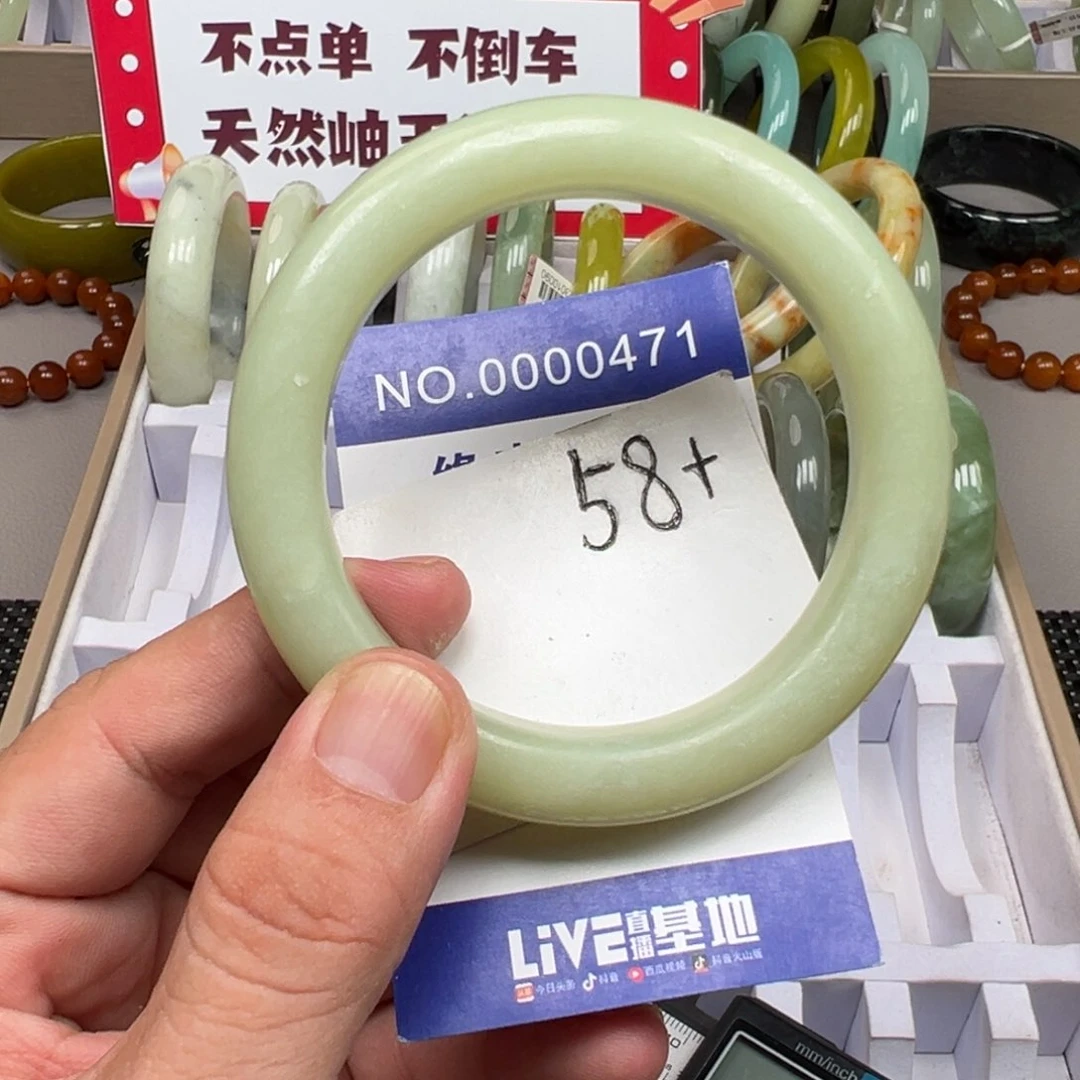 不点单 不倒车
天然岫
NO.0000471
58+
LiVE直播基地
今日头条 抖音 西瓜视频 抖音火山版
mm/inch